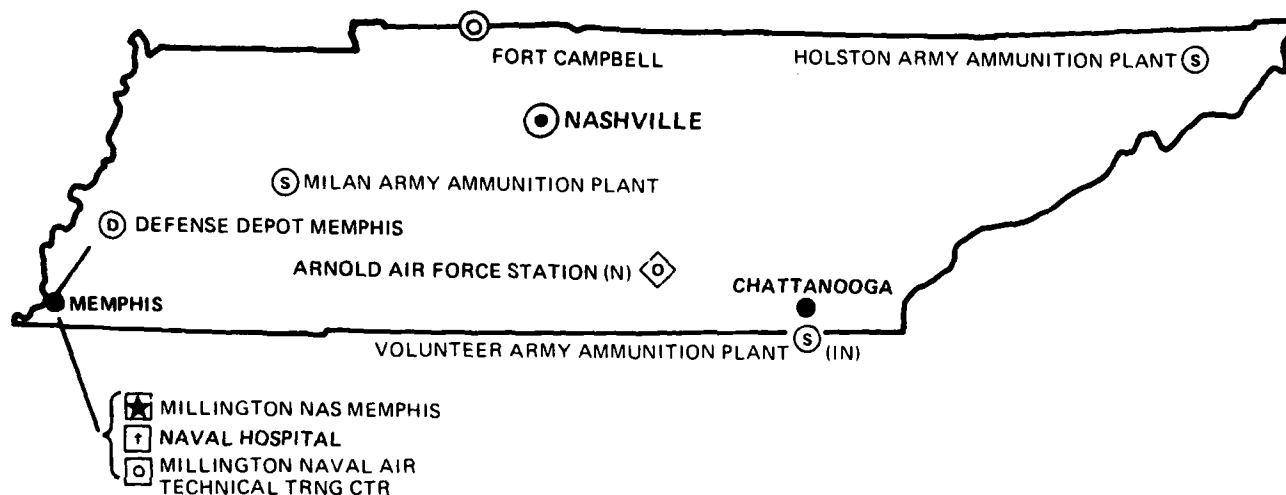 O
FORT CAMPBELL
HOLSTON ARMY AMMUNITION PLANT S
NASHVILLE
S MILAN ARMY AMMUNITION PLANT
D DEFENSE DEPOT MEMPHIS
ARNOLD AIR FORCE STATION (N) O
CHATTANOOGA
MEMPHIS
VOLUNTEER ARMY AMMUNITION PLANT S (IN)
MILLINGTON NAS MEMPHIS
NAVAL HOSPITAL
O MILLINGTON NAVAL AIR
TECHNICAL TRNG CTR